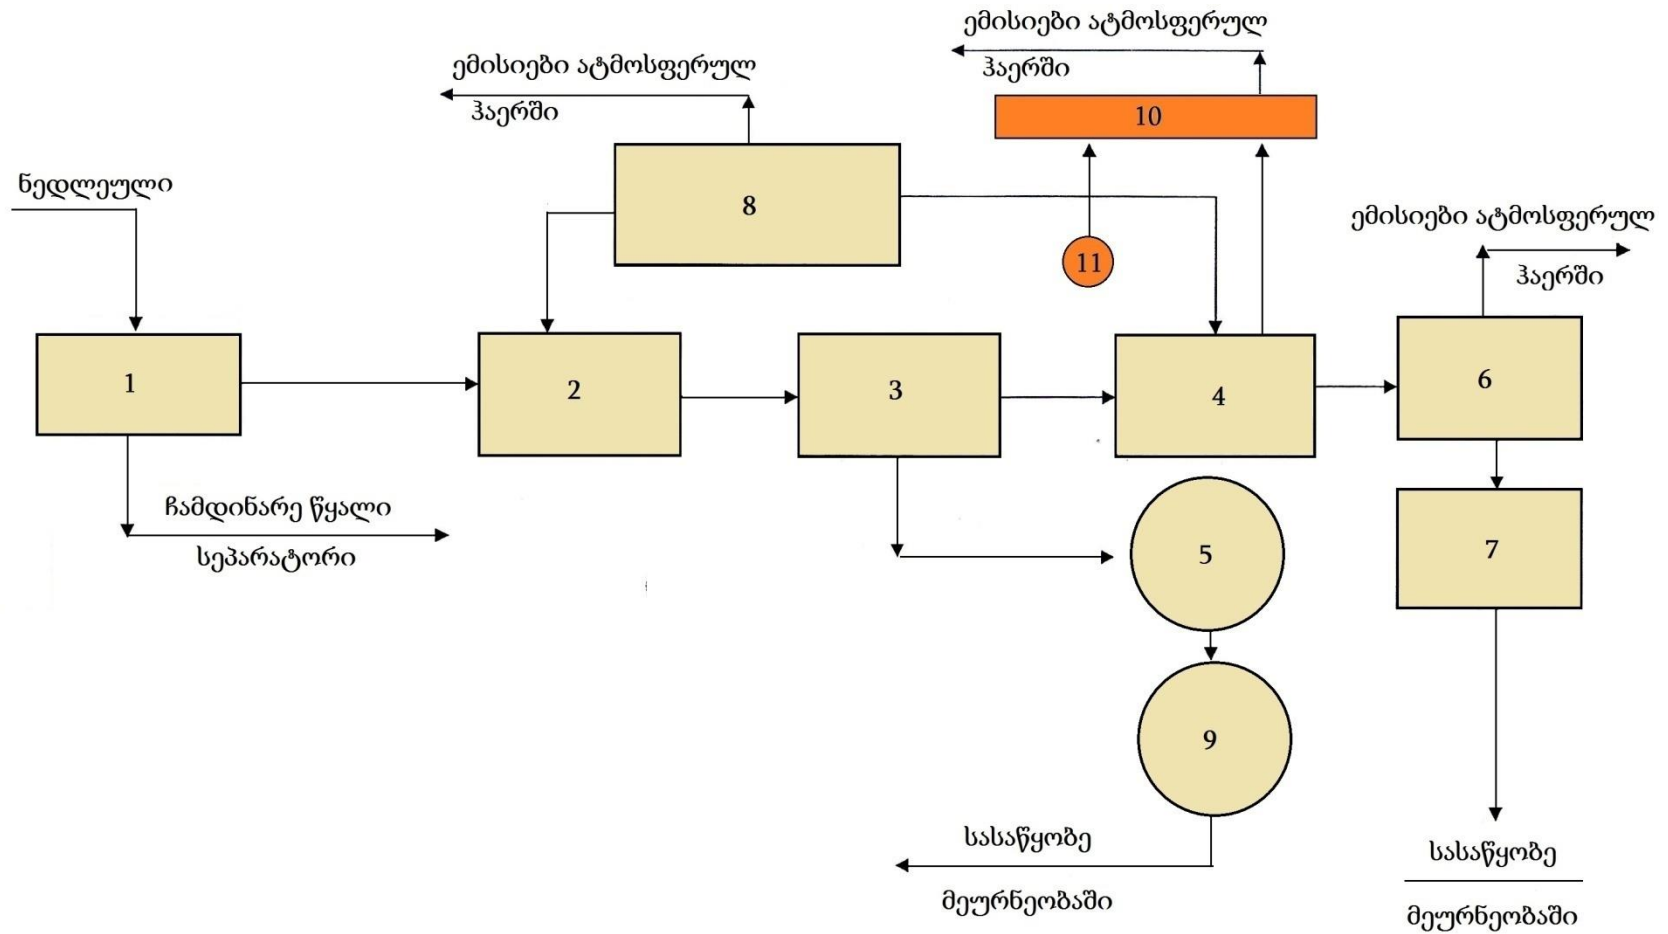 ემისიები ატმოსფერულ
ჰაერში
ემისიები ატმოსფერულ
ჰაერში
10
ნედლეული
8
ემისიები ატმოსფერულ
ჰაერში
11
1
2
3
4
6
ჩამდინარე წყალი
სეპარატორი
5
7
9
სასაწყობე
მეურნეობაში
სასაწყობე
მეურნეობაში